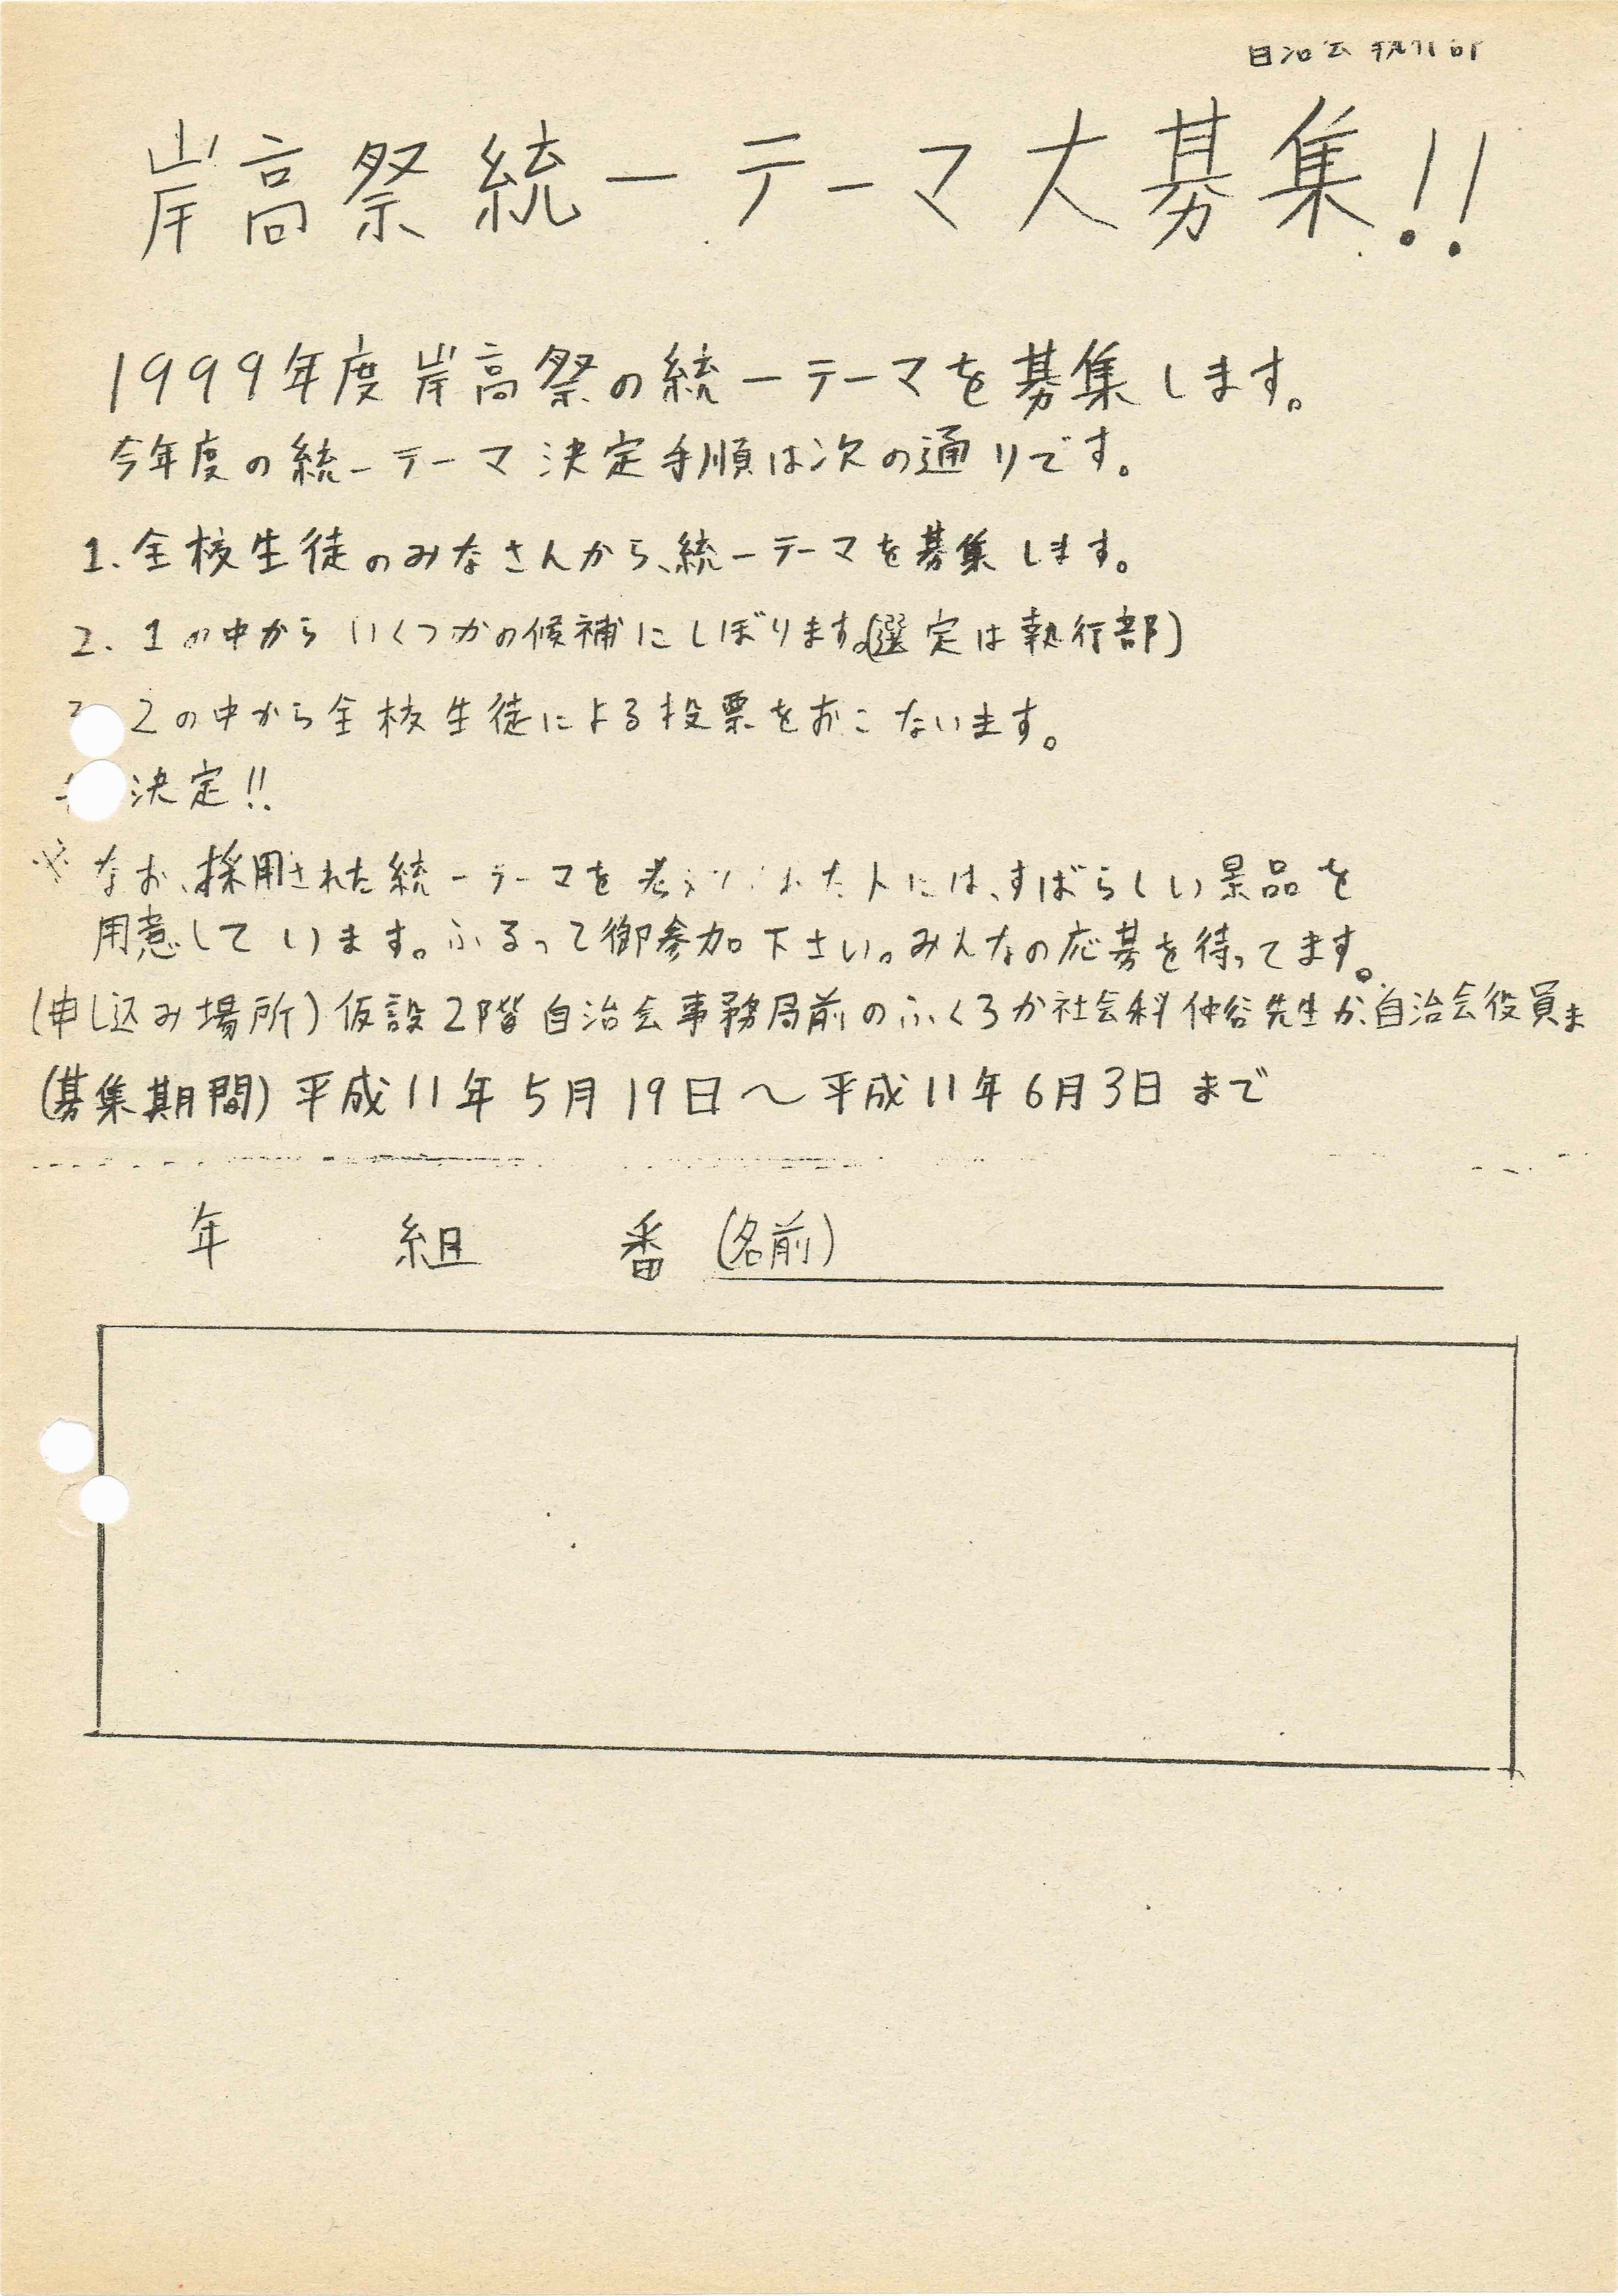 自治会執行部
岸高祭統一テーマ大募集!!
1999年度岸高祭の統一テーマを募集します。
今年度の統一テーマ決定手順は次の通りです。
1. 全校生徒のみなさんから、統一テーマを募集します。
2. 1の中からいくつかの候補にしぼります。(選定は執行部)
2の中から全校生徒による投票をおこないます。
決定!!
※ なお、採用された統一テーマを考えた人には、すばらしい景品を
用意しています。ふるって御参加下さい。みんなの応募を待ってます。
(申し込み場所) 仮設2階自治会事務局前のふくろか社会科仲谷先生か、自治会役員ま
(募集期間) 平成11年5月19日～平成11年6月3日まで
年 組 番 (名前)